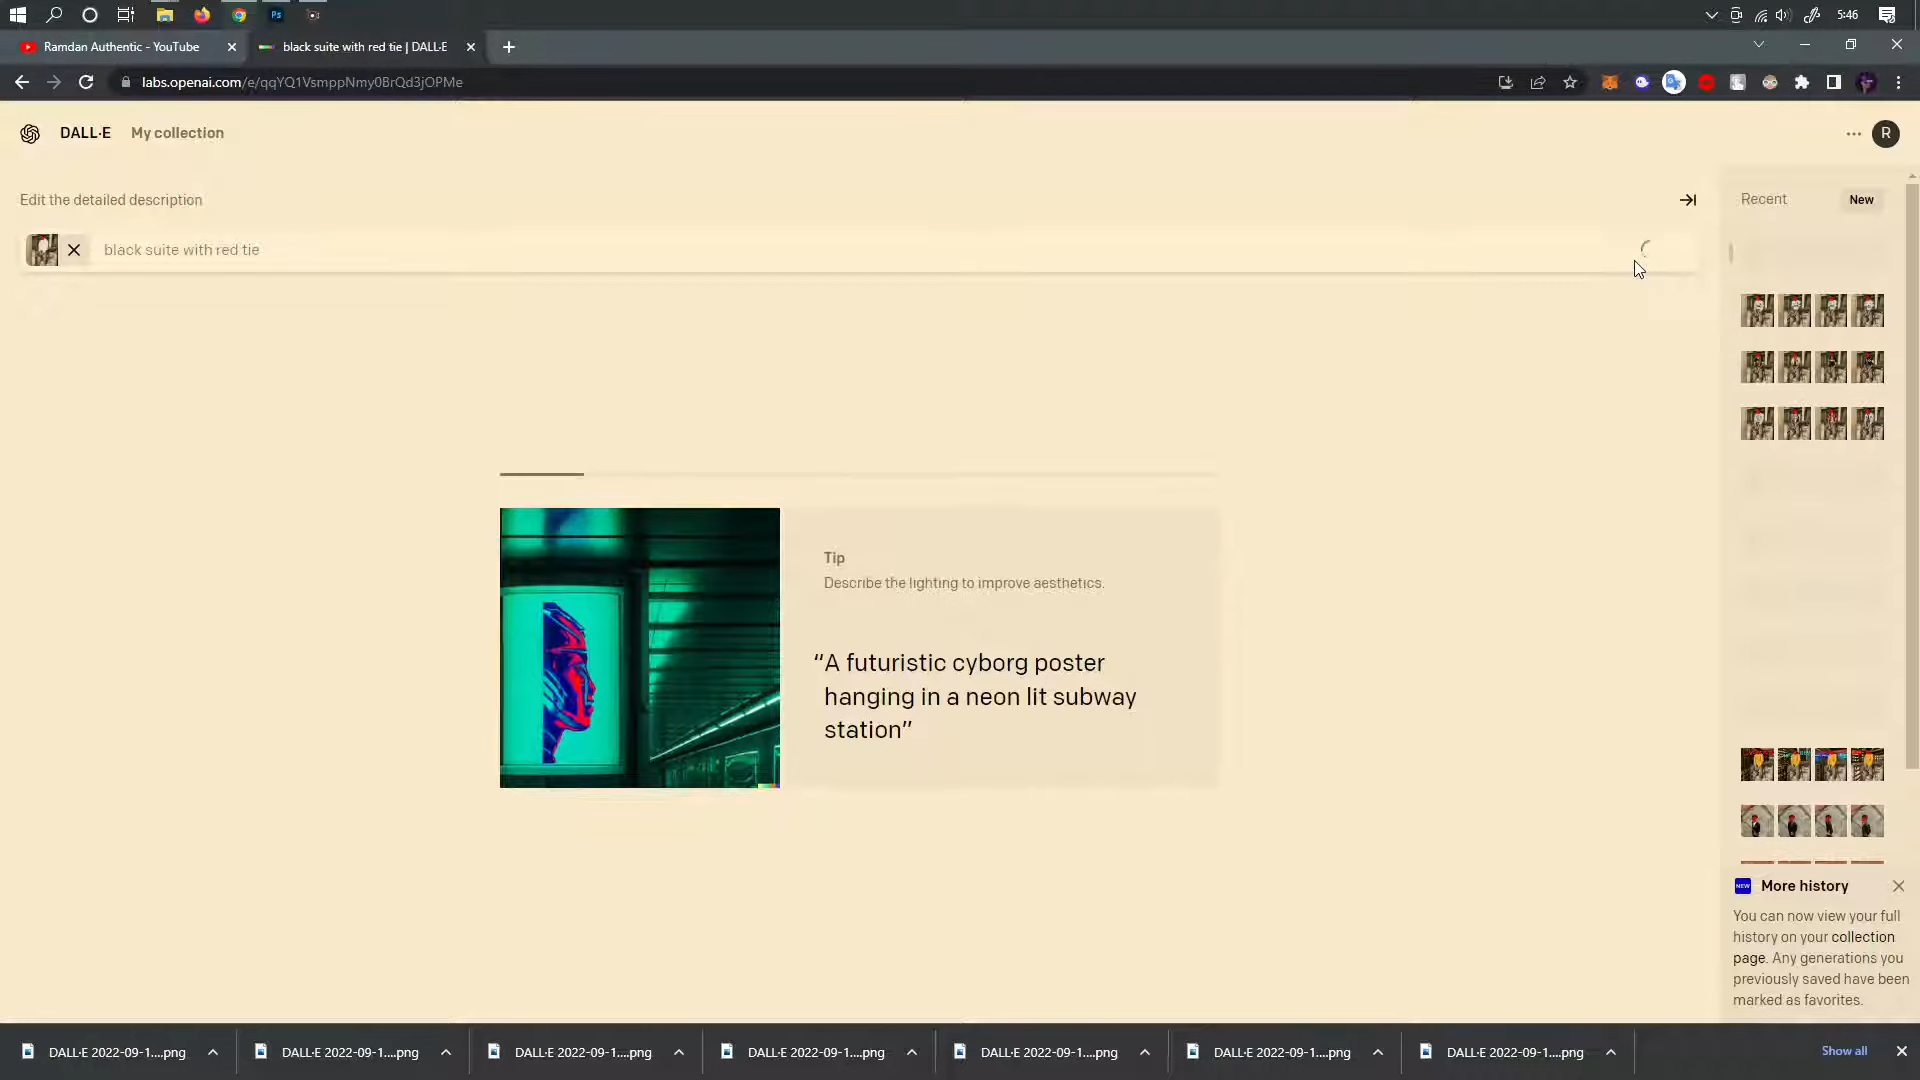 5:46
Ramdan Authentic - YouTube
black suite with red tie | DALL·E
labs.openai.com/e/qqYQ1VsmppNmy0BrQd3jOPMe
DALL·E My collection
R
Edit the detailed description
Recent New
black suite with red tie
Tip
Describe the lighting to improve aesthetics.
“A futuristic cyborg poster
hanging in a neon lit subway
station”
NEW More history
You can now view your full
history on your collection
page. Any generations you
previously saved have been
marked as favorites.
DALL·E 2022-09-1....png DALL·E 2022-09-1....png DALL·E 2022-09-1....png DALL·E 2022-09-1....png DALL·E 2022-09-1....png DALL·E 2022-09-1....png DALL·E 2022-09-1....png Show all